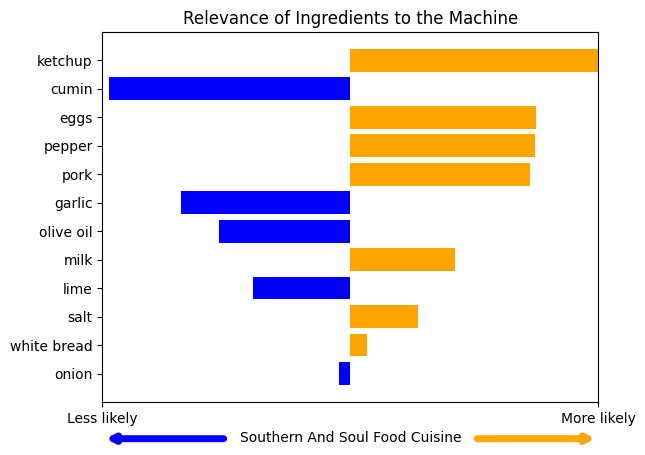 Relevance of Ingredients to the Machine
ketchup
cumin
eggs
pepper
pork
garlic
olive oil
milk
lime
salt
white bread
onion
Less likely More likely
Southern And Soul Food Cuisine